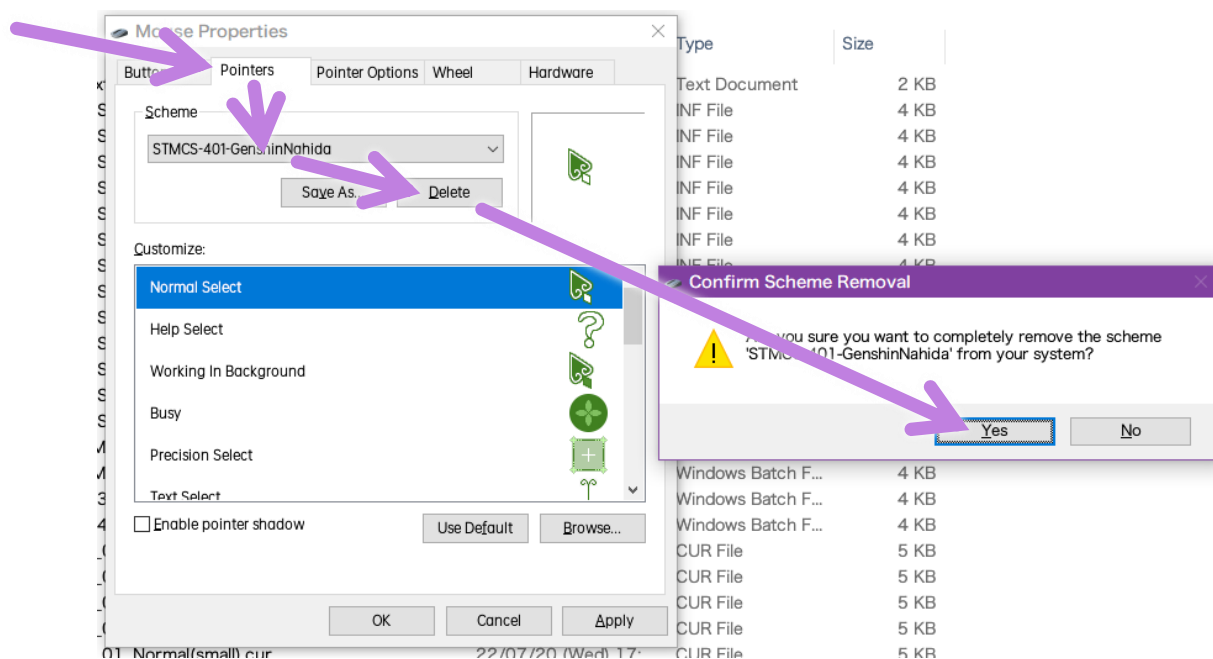 Mouse Properties
Type
Size
Pointers
Pointer Options
Wheel
Hardware
Text Document
2 KB
Scheme
INF File
4 KB
INF File
4 KB
STMCS-401-GenshinNahida
INF File
4 KB
Save As...
Delete
INF File
4 KB
INF File
4 KB
INF File
4 KB
Customize:
INF File
4 KB
Normal Select
Help Select
Working In Background
Busy
Precision Select
Text Select
Confirm Scheme Removal
Are you sure you want to completely remove the scheme
'STMCS-401-GenshinNahida' from your system?
Yes
No
Windows Batch F...
4 KB
Windows Batch F...
4 KB
Windows Batch F...
4 KB
Enable pointer shadow
Use Default
Browse...
CUR File
5 KB
CUR File
5 KB
CUR File
5 KB
OK
Cancel
Apply
CUR File
5 KB
01_Normal(small).cur
22/07/20 (Wed) 17:
CUR File
5 KB